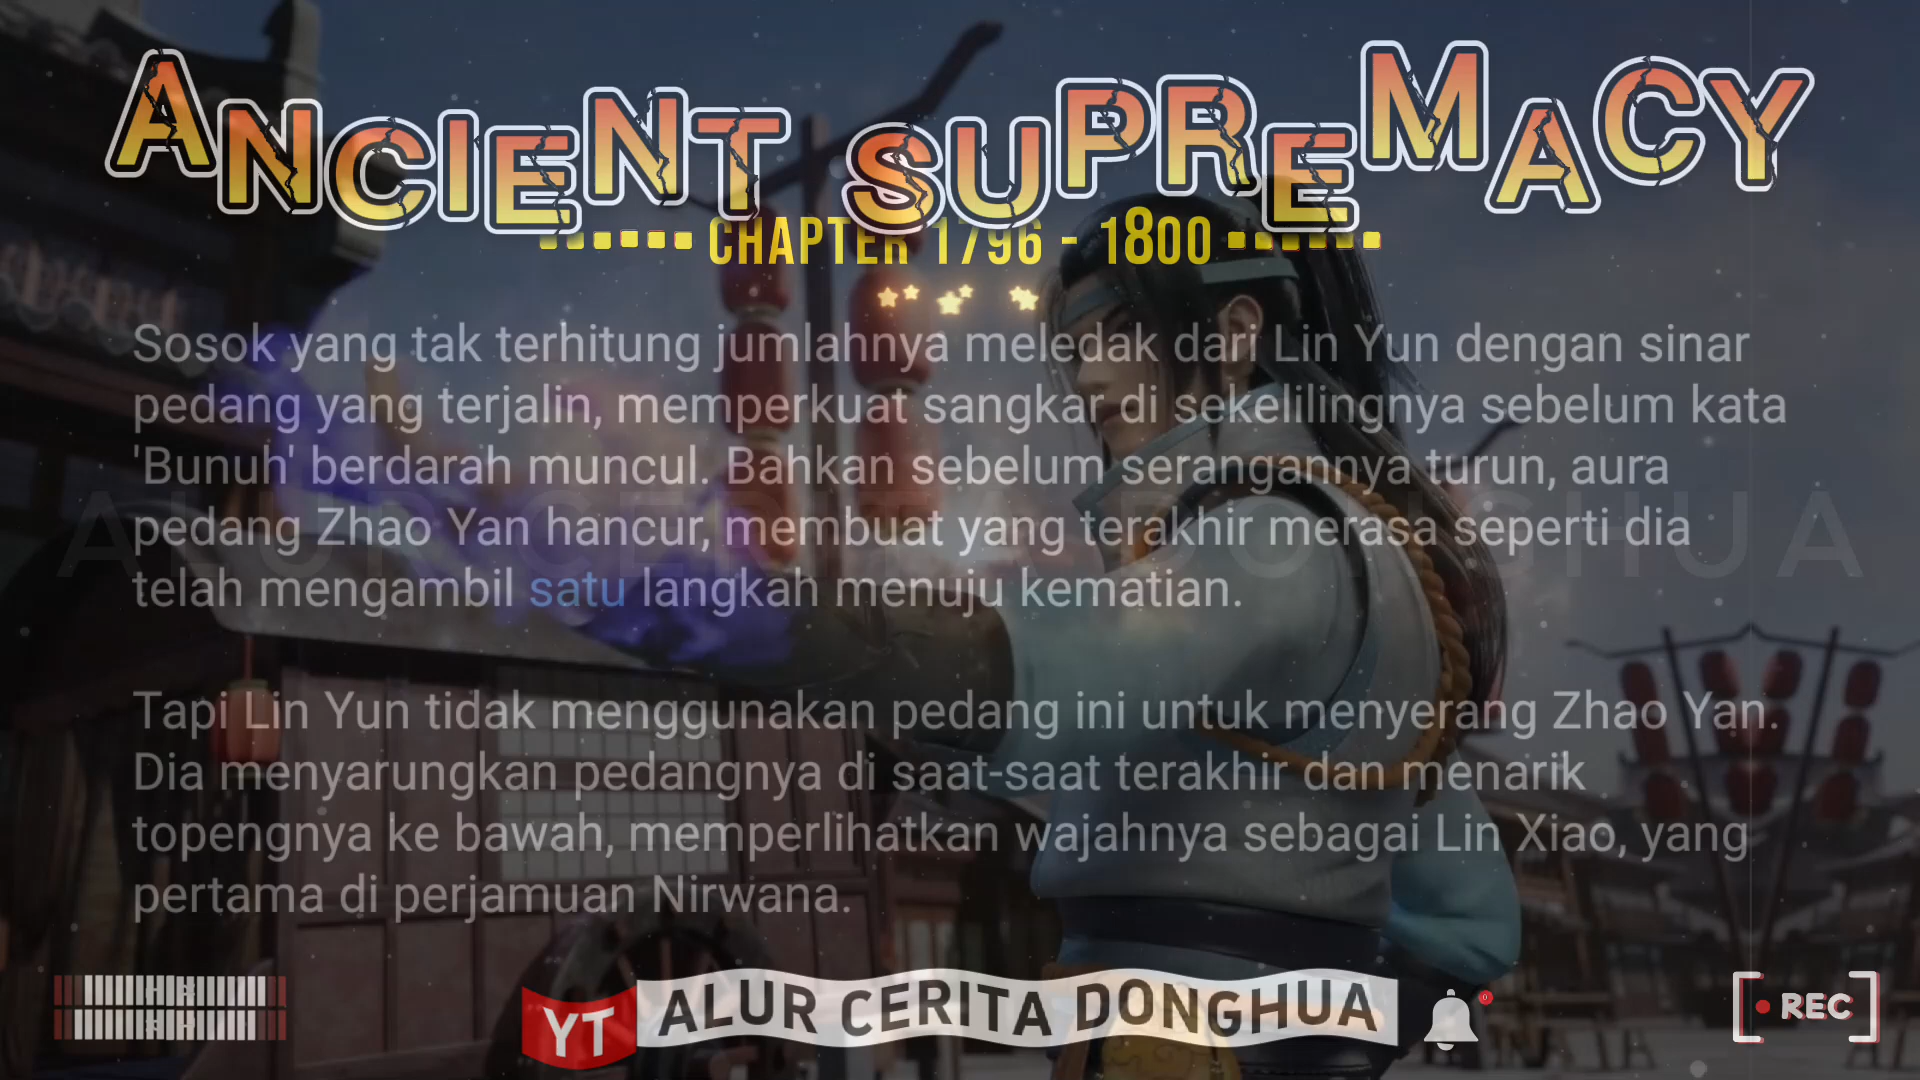 ANCIENT SUPREMACY
CHAPTER 1796 - 1800
Sosok yang tak terhitung jumlahnya meledak dari Lin Yun dengan sinar
pedang yang terjalin, memperkuat sangkar di sekelilingnya sebelum kata
'Bunuh' berdarah muncul. Bahkan sebelum serangannya turun, aura
pedang Zhao Yan hancur, membuat yang terakhir merasa seperti dia
telah mengambil satu langkah menuju kematian.
ALUR CERITA DONGHUA
Tapi Lin Yun tidak menggunakan pedang ini untuk menyerang Zhao Yan.
Dia menyarungkan pedangnya di saat-saat terakhir dan menarik
topengnya ke bawah, memperlihatkan wajahnya sebagai Lin Xiao, yang
pertama di perjamuan Nirwana.
YT ALUR CERITA DONGHUA
REC